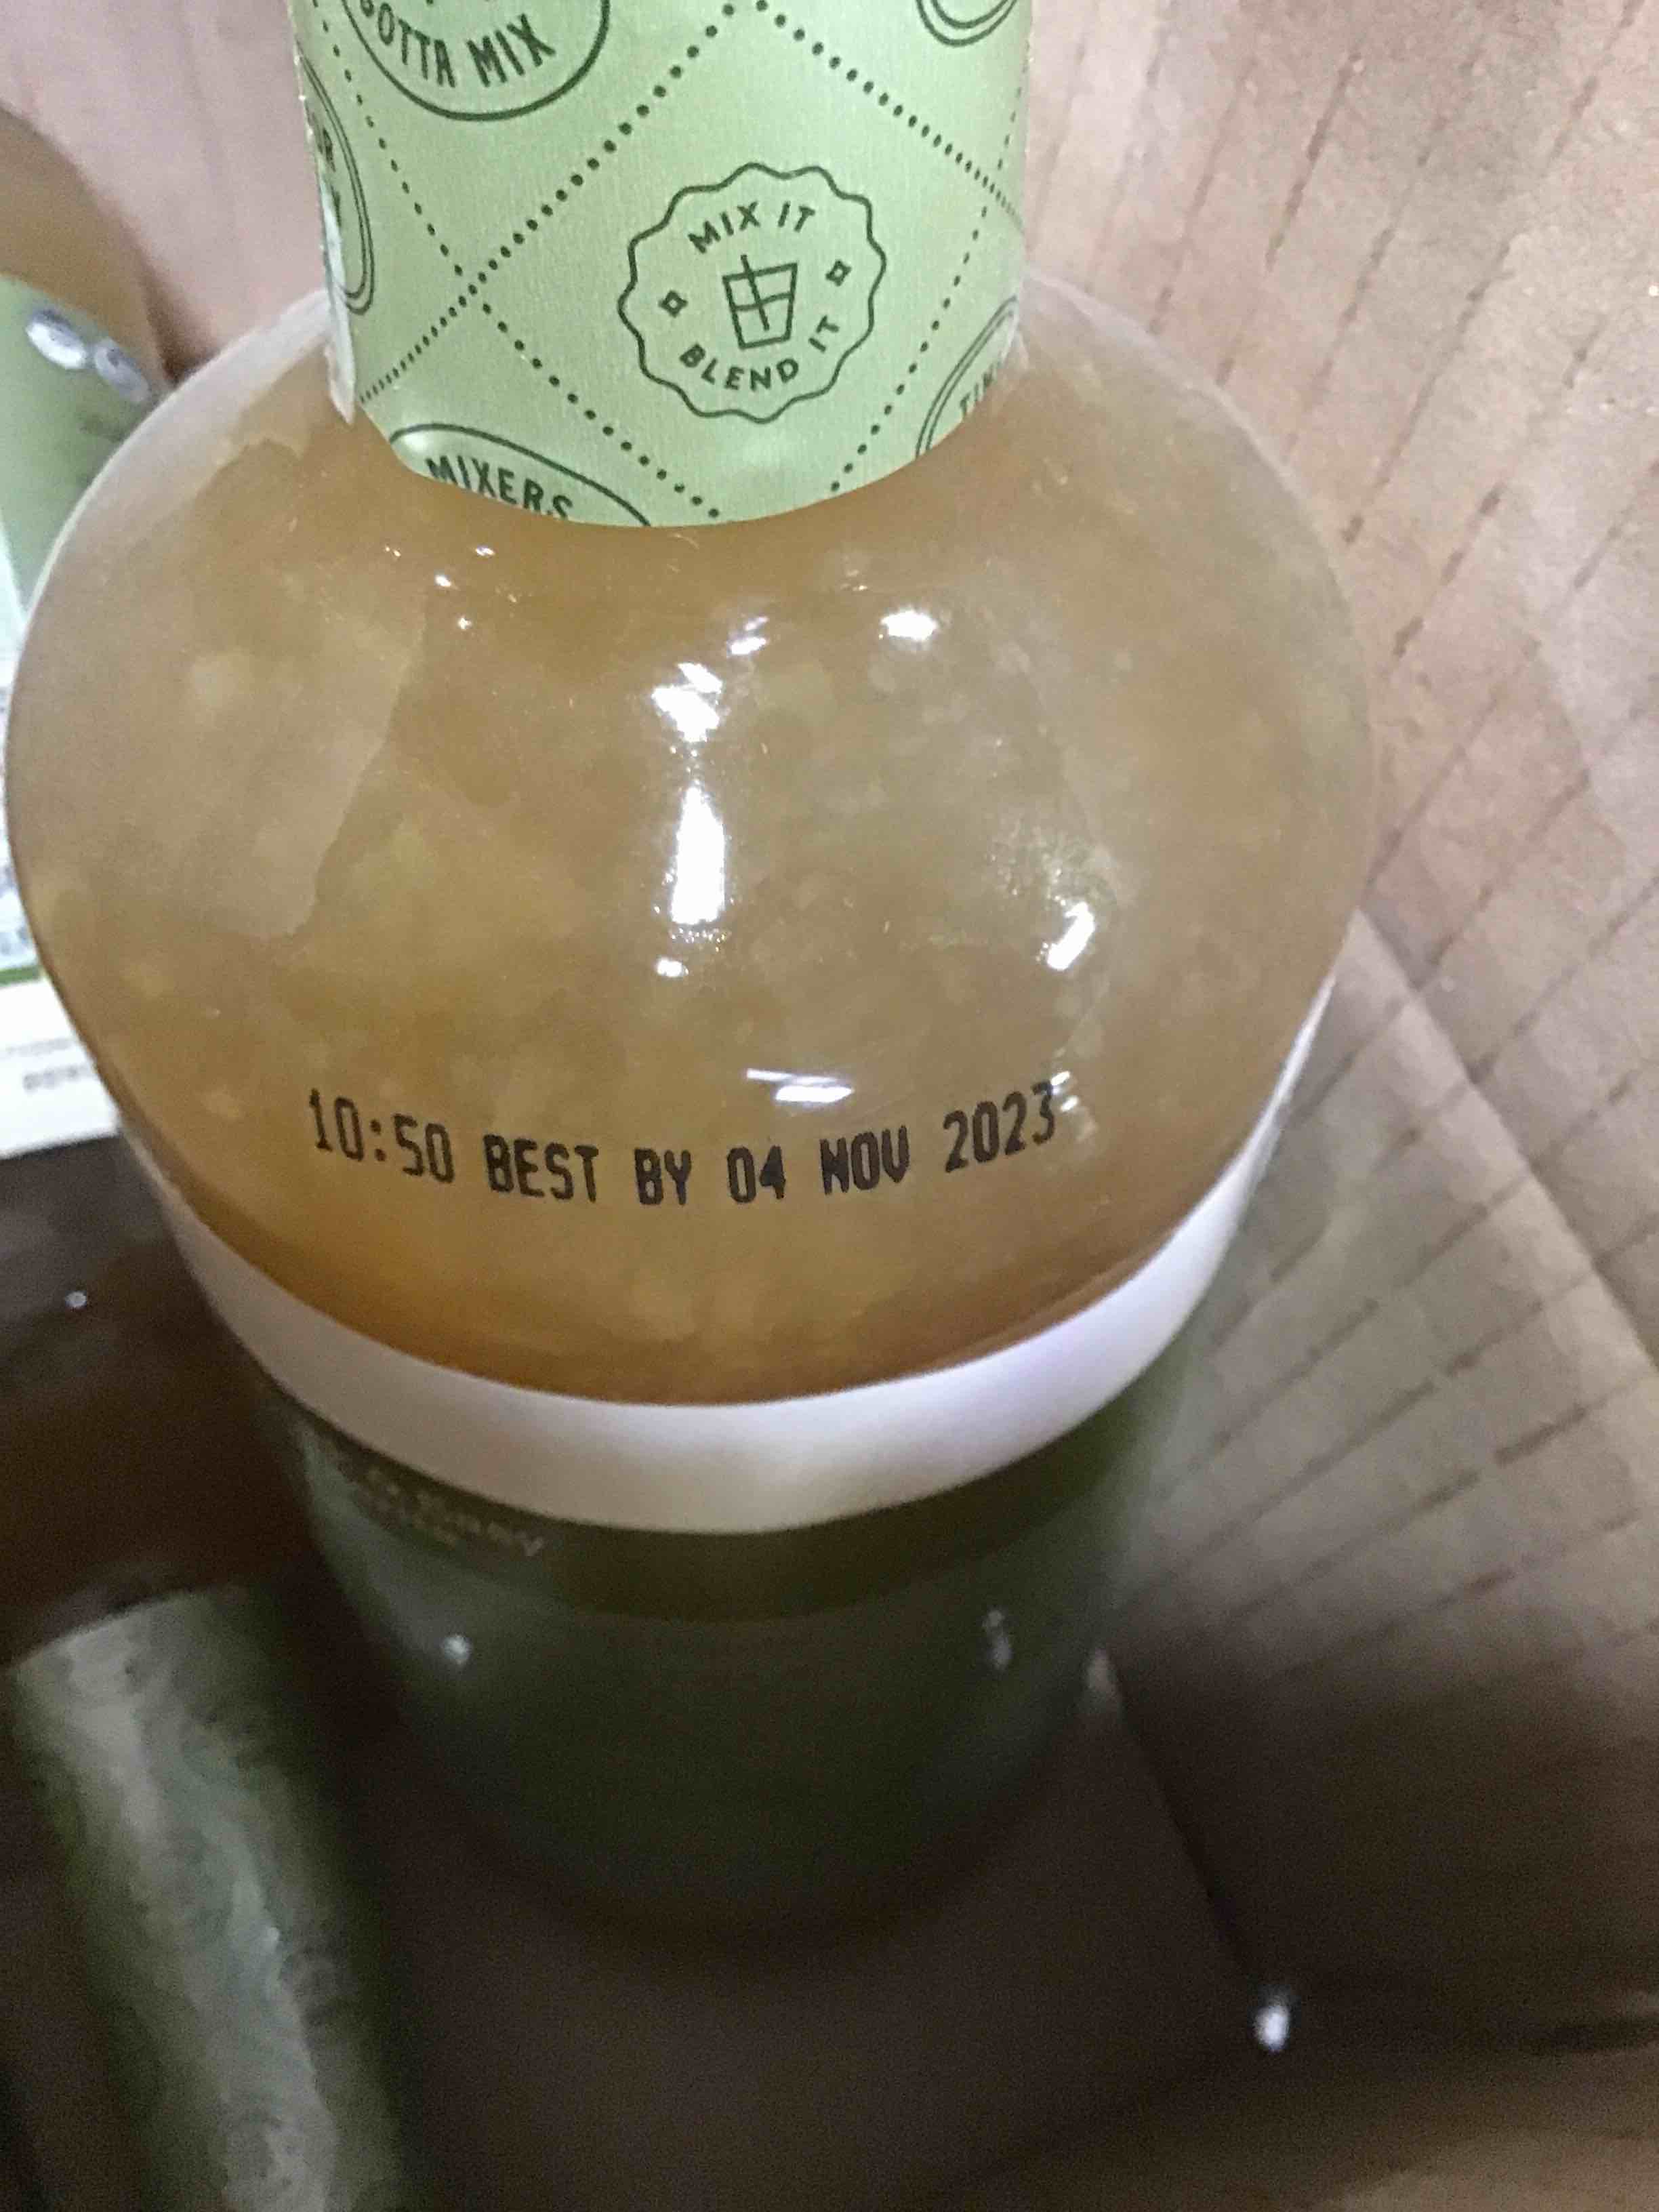 GOTTA MIX
MIX IT
BLEND IT
MIXERS
10:50 BEST BY 04 NOV 2023